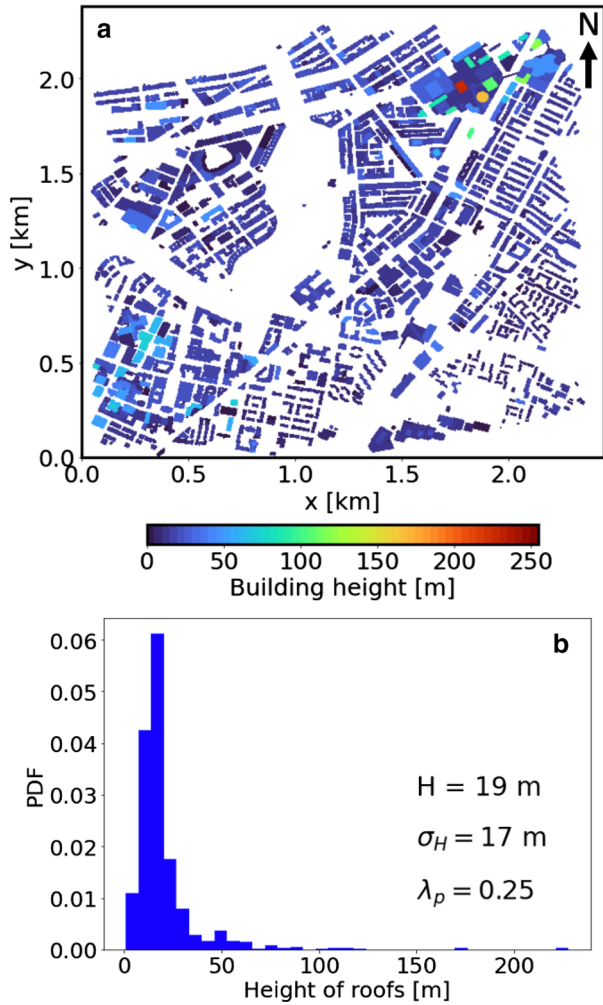 a
N
2.0
1.5
1.0
0.5
0.0
y [km]
0.0 0.5 1.0 1.5 2.0
x [km]
0 50 100 150 200 250
Building height [m]
b
0.06
0.05
0.04
0.03
0.02
0.01
0.00
PDF
H = 19 m
σ_H = 17 m
λ_p = 0.25
0 50 100 150 200
Height of roofs [m]